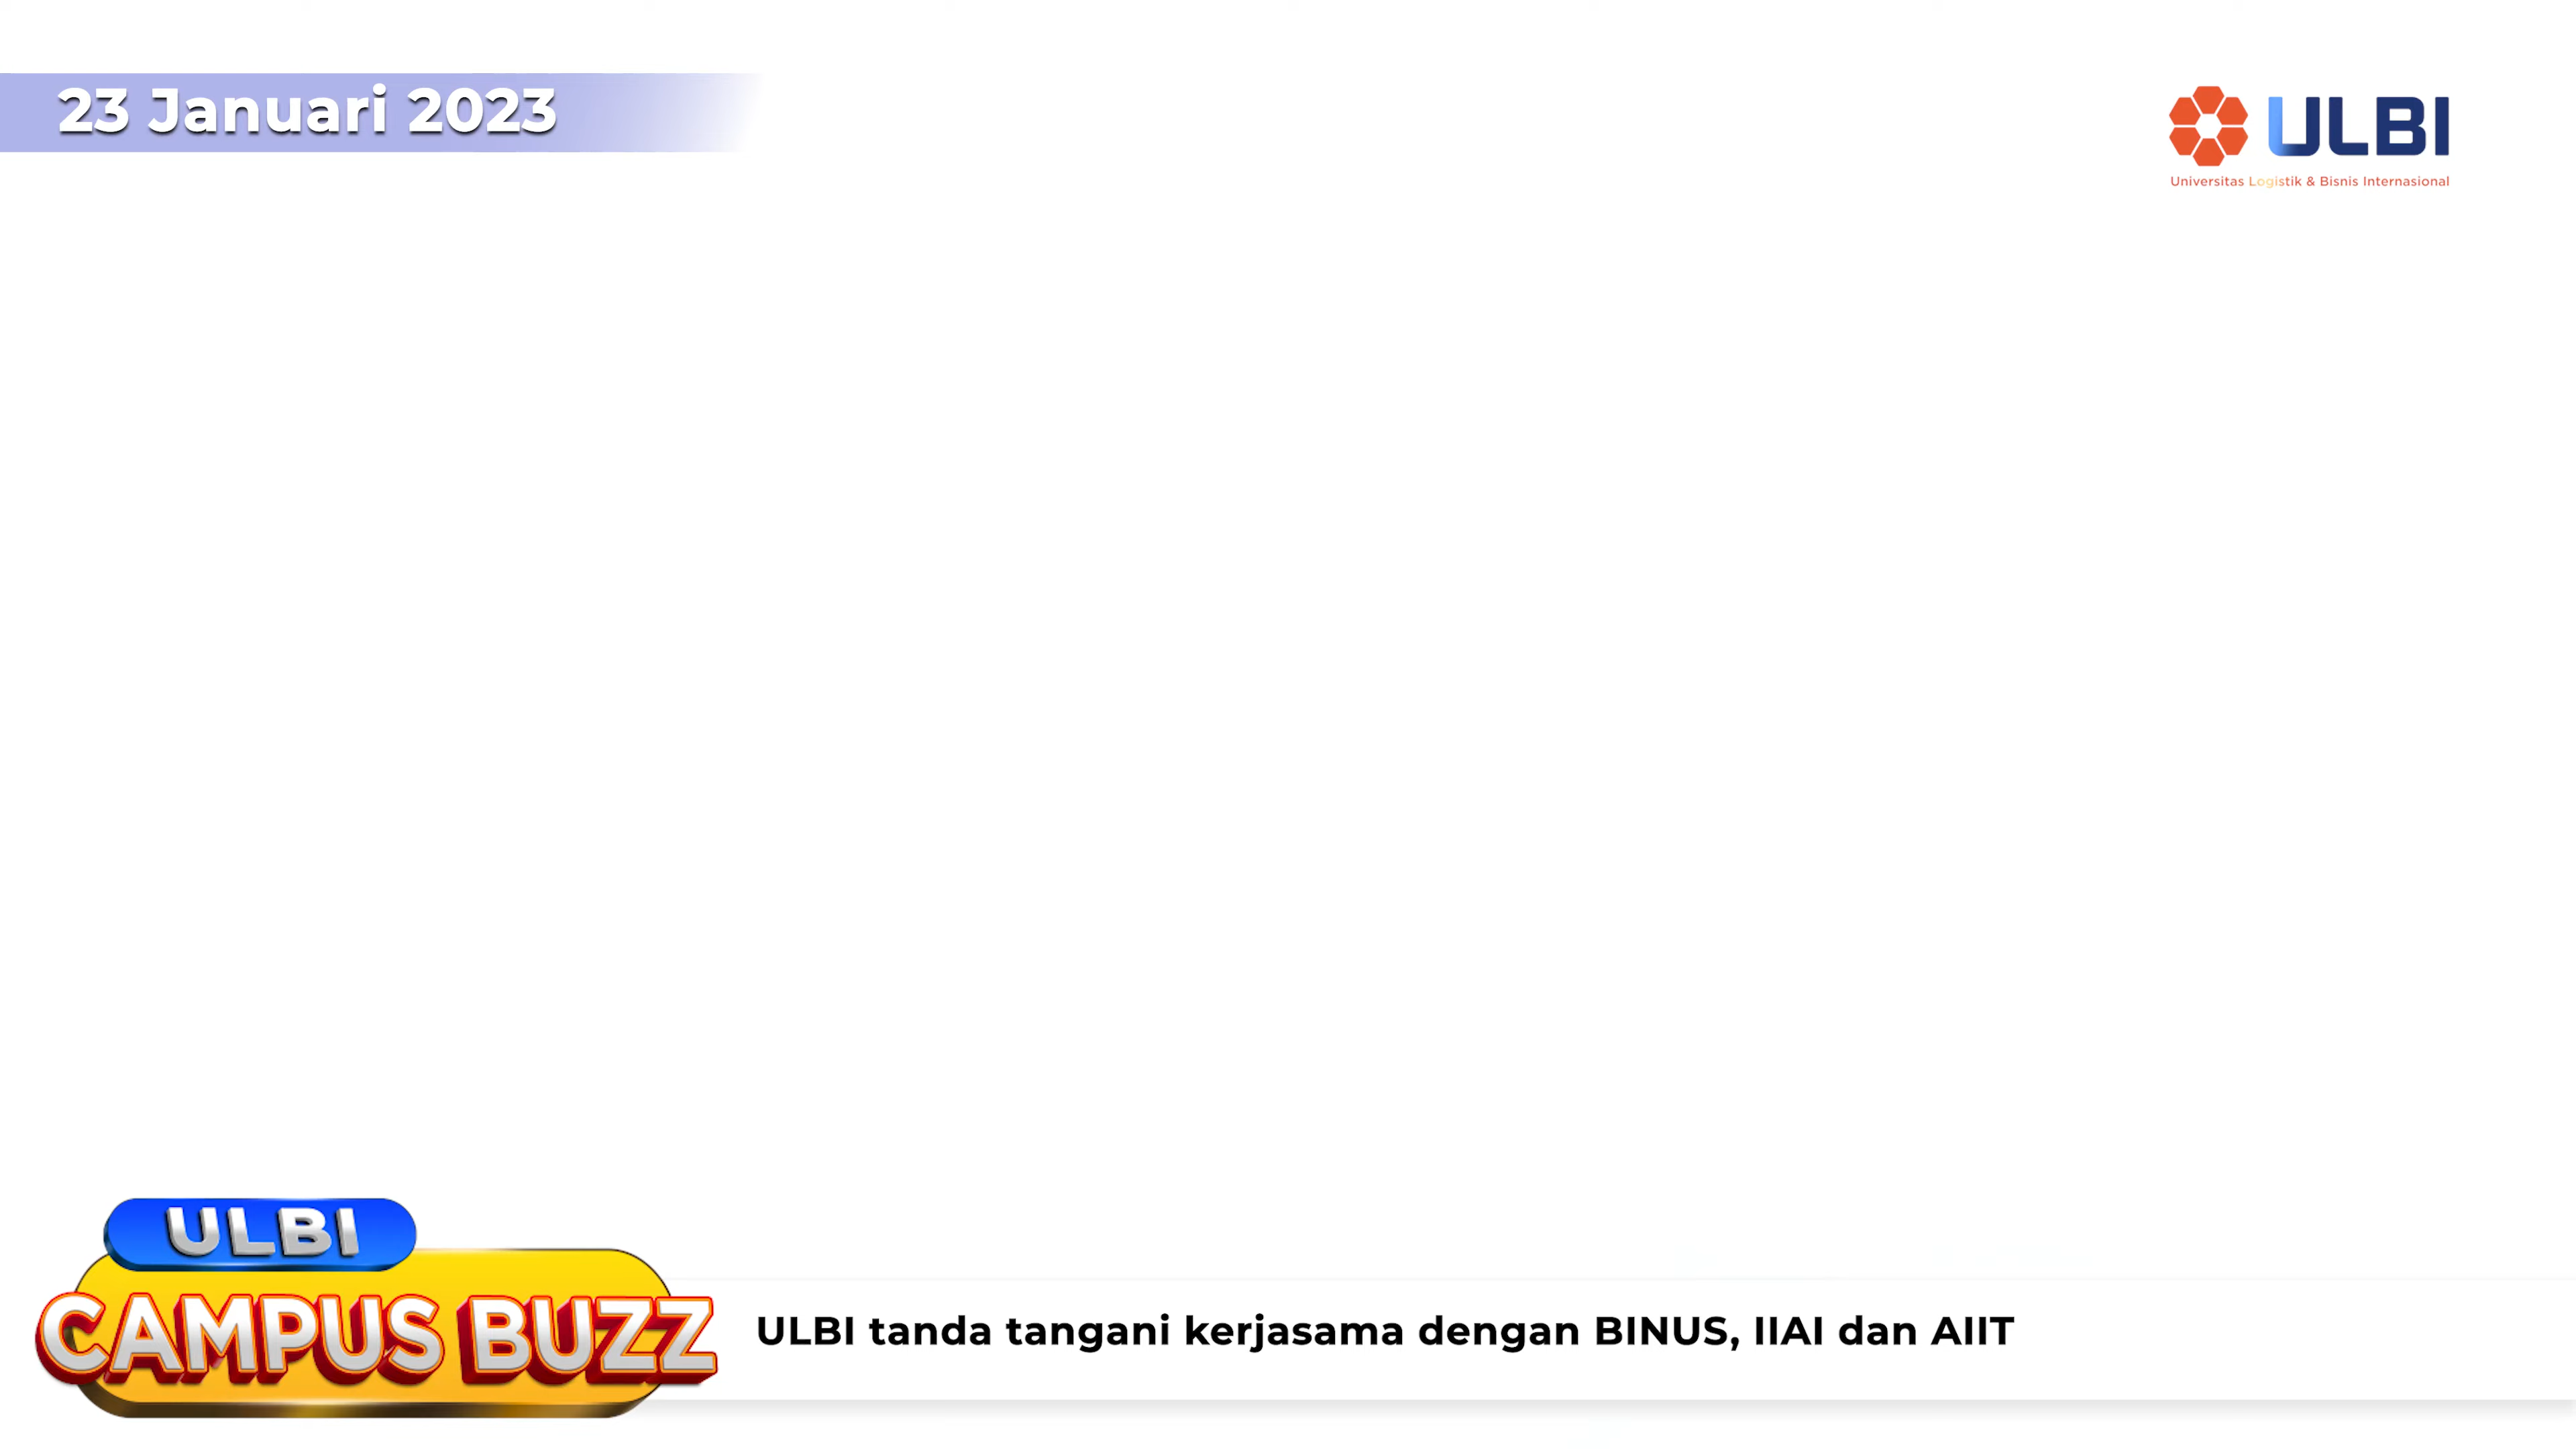 23 Januari 2023
ULBI
Universitas Logistik & Bisnis Internasional
ULBI
CAMPUS BUZZ
ULBI tanda tangani kerjasama dengan BINUS, IIAI dan AIIT